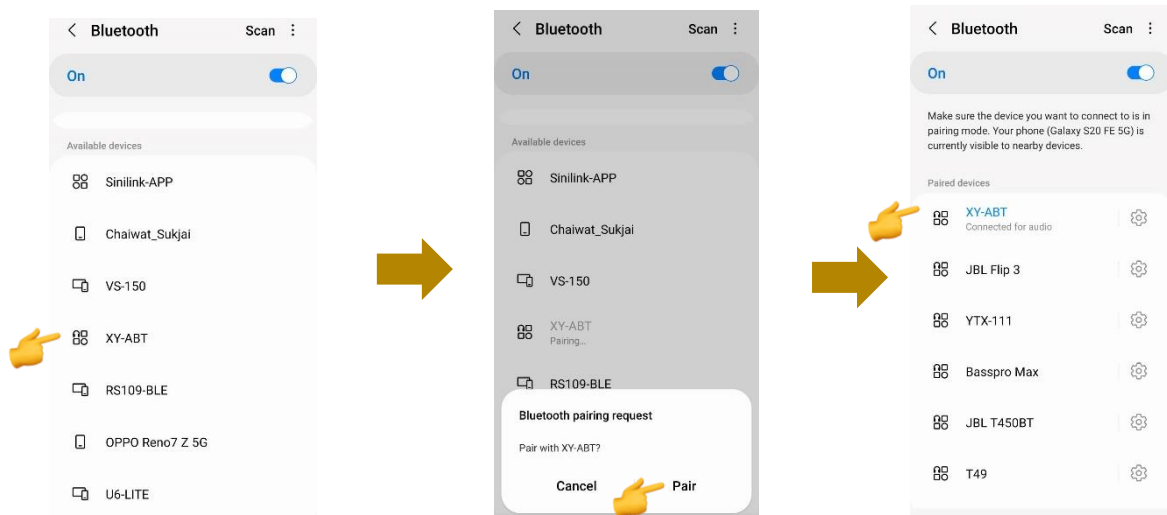 Bluetooth Scan
On
Available devices
Sinilink-APP
Chaiwat_Sukjai
VS-150
XY-ABT
RS109-BLE
OPPO Reno7 Z 5G
U6-LITE
Bluetooth Scan
On
Available devices
Sinilink-APP
Chaiwat_Sukjai
VS-150
XY-ABT
Pairing...
RS109-BLE
Bluetooth pairing request
Pair with XY-ABT?
Cancel Pair
Bluetooth Scan
On
Make sure the device you want to connect to is in
pairing mode. Your phone (Galaxy S20 FE 5G) is
currently visible to nearby devices.
Paired devices
XY-ABT
Connected for audio
JBL Flip 3
YTX-111
Basspro Max
JBL T450BT
T49